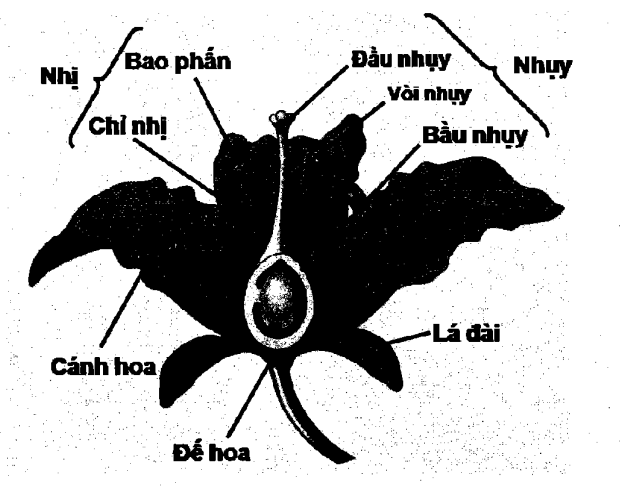 Nhị
Bao phấn
Chỉ nhị
Đầu nhụy
Vòi nhụy
Bầu nhụy
Nhụy
Cánh hoa
Lá đài
Đế hoa